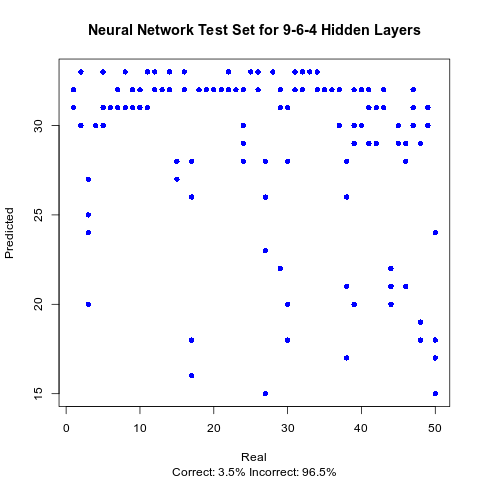 Neural Network Test Set for 9-6-4 Hidden Layers
Predicted
30
25
20
15
0 10 20 30 40 50
Real
Correct: 3.5% Incorrect: 96.5%